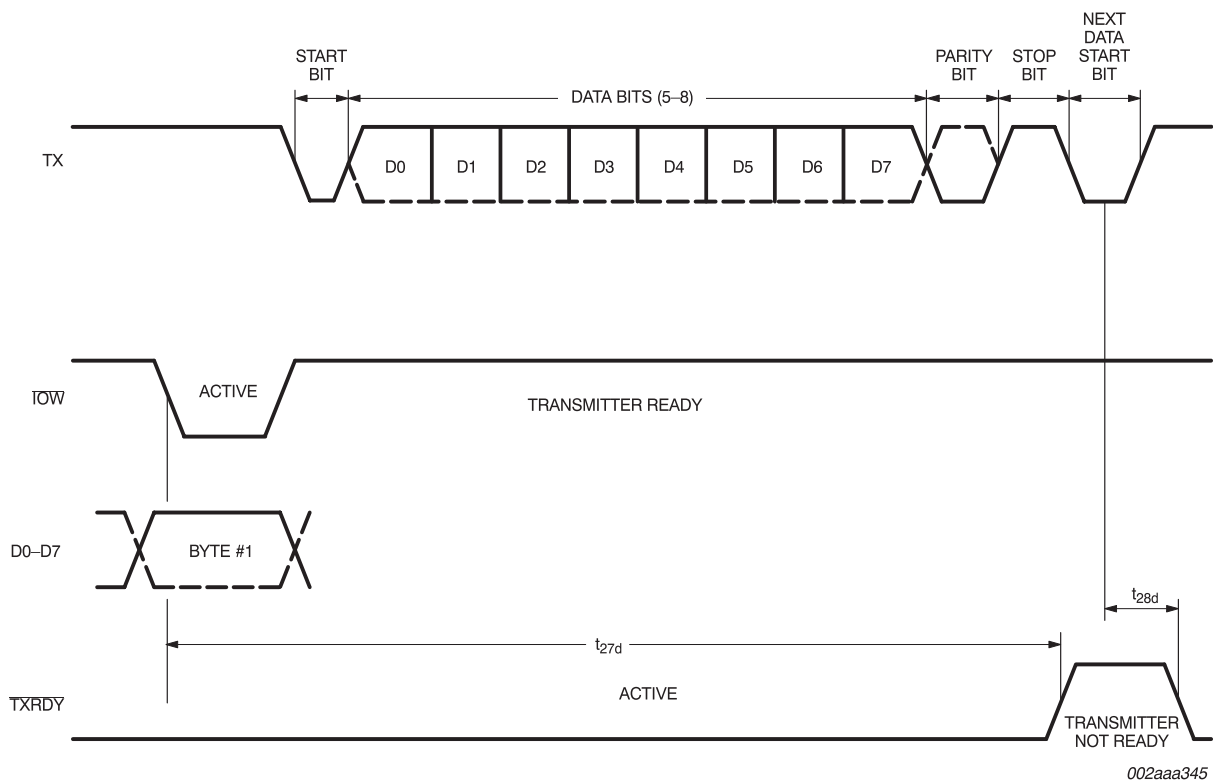 NEXT
DATA
START
BIT
START
BIT
PARITY
BIT
STOP
BIT
DATA BITS (5–8)
TX
D0
D1
D2
D3
D4
D5
D6
D7
IOW
ACTIVE
TRANSMITTER READY
D0–D7
BYTE #1
t28d
t27d
TXRDY
ACTIVE
TRANSMITTER
NOT READY
002aaa345